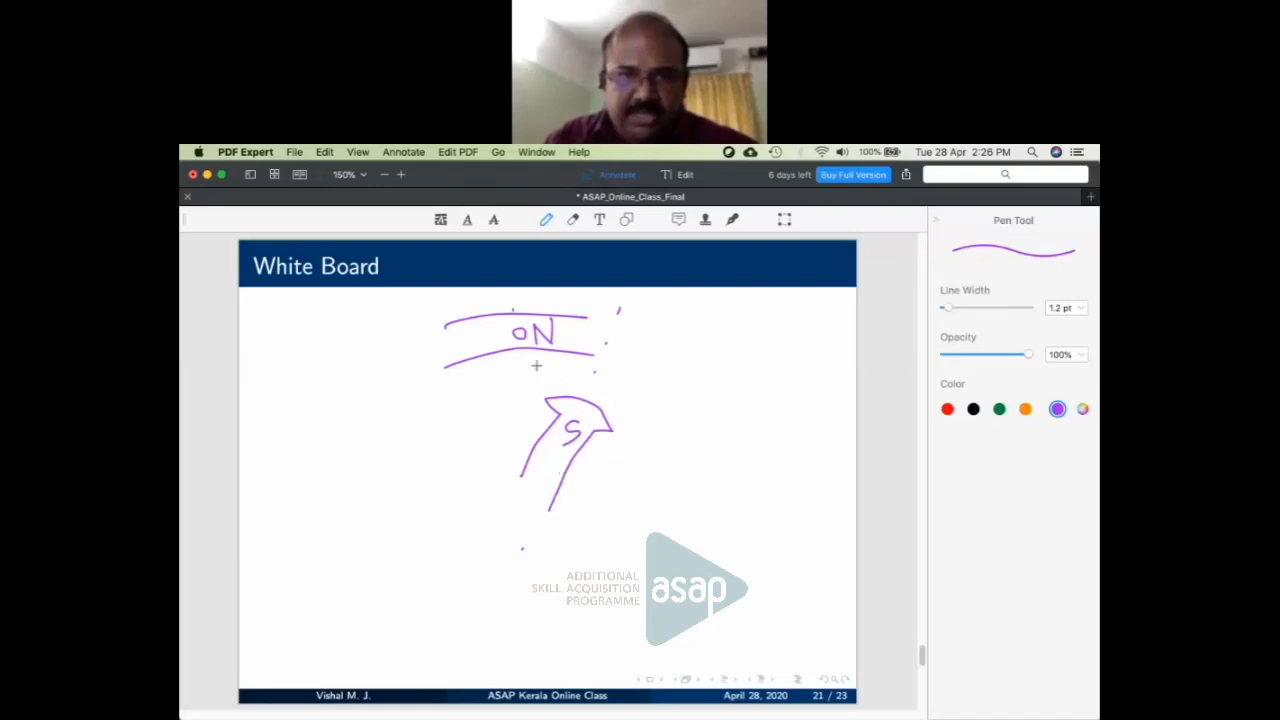 PDF Expert File Edit View Annotate Edit PDF Go Window Help 100% Tue 28 Apr 2:26 PM
150% Annotate Edit 6 days left Buy Full Version
* ASAP_Online_Class_Final
Pen Tool
White Board
Line Width
1.2 pt
ON
Opacity
100%
Color
S
ADDITIONAL
SKILL ACQUISITION
PROGRAMME
asap
Vishal M. J. ASAP Kerala Online Class April 28, 2020 21 / 23